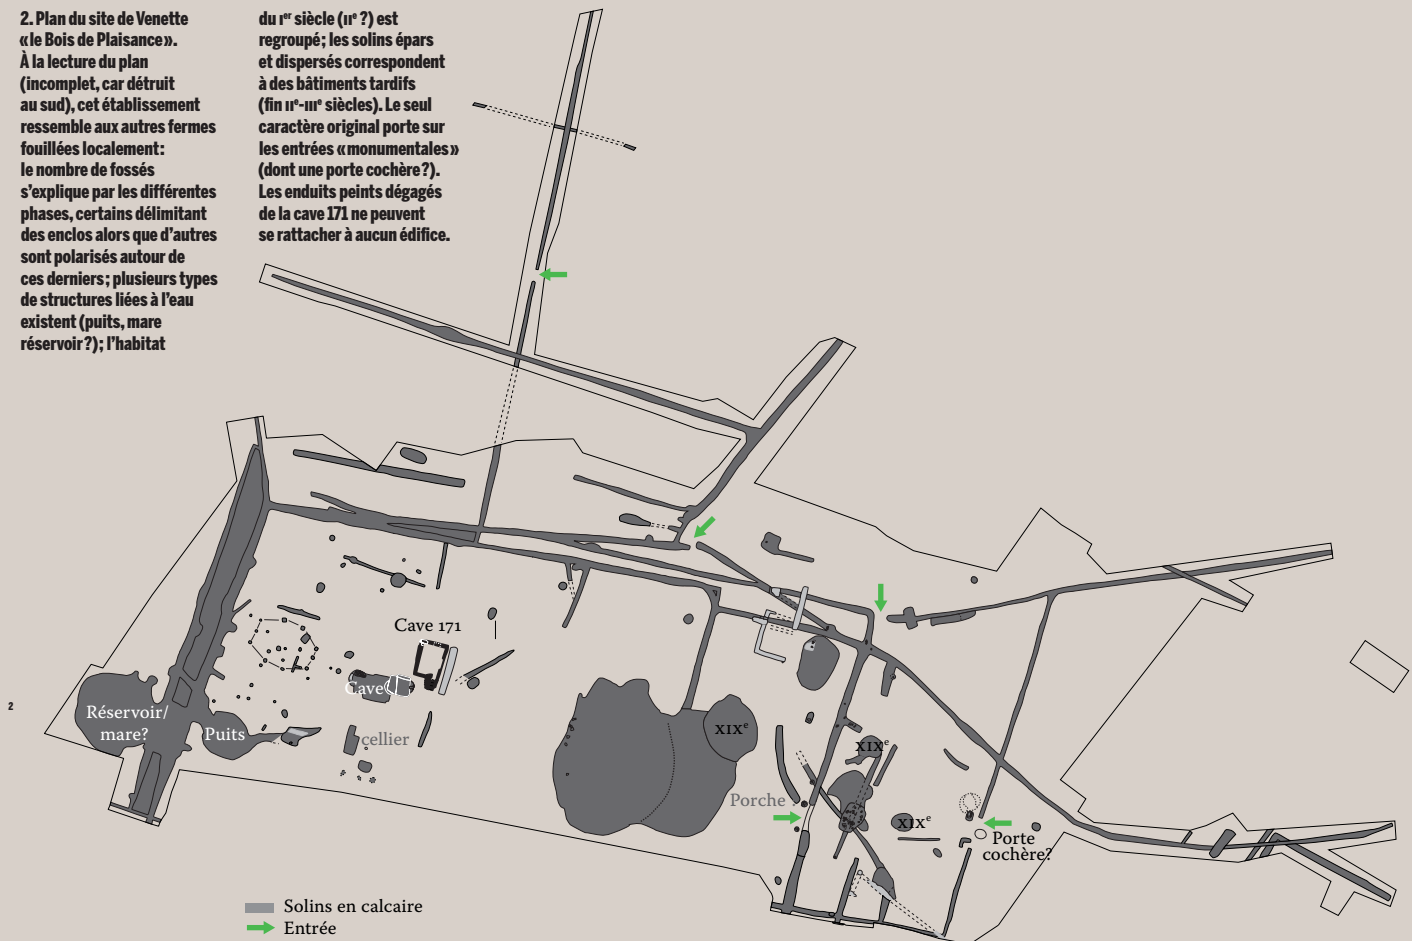 2. Plan du site de Venette
«le Bois de Plaisance».
À la lecture du plan
(incomplet, car détruit
au sud), cet établissement
ressemble aux autres fermes
fouillées localement:
le nombre de fossés
s'explique par les différentes
phases, certains délimitant
des enclos alors que d'autres
sont polarisés autour de
ces derniers; plusieurs types
de structures liées à l'eau
existent (puits, mare
réservoir?); l'habitat
du Ier siècle (IIe ?) est
regroupé; les solins épars
et dispersés correspondent
à des bâtiments tardifs
(fin IIe-IIIe siècles). Le seul
caractère original porte sur
les entrées «monumentales»
(dont une porte cochère?).
Les enduits peints dégagés
de la cave 171 ne peuvent
se rattacher à aucun édifice.
Cave 171
Cave
2
Réservoir/
mare?
Puits
cellier
XIXe
XIXe
Porche
XIXe
Porte
cochère?
Solins en calcaire
Entrée